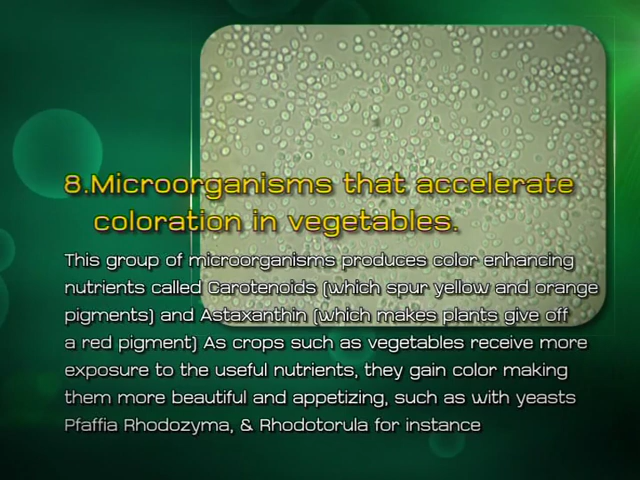 8.Microorganisms that accelerate
coloration in vegetables.
This group of microorganisms produces color enhancing
nutrients called Carotenoids (which spur yellow and orange
pigments) and Astaxanthin (which makes plants give off
a red pigment) As crops such as vegetables receive more
exposure to the useful nutrients, they gain color making
them more beautiful and appetizing, such as with yeasts
Pfaffia Rhodozyma, & Rhodotorula for instance